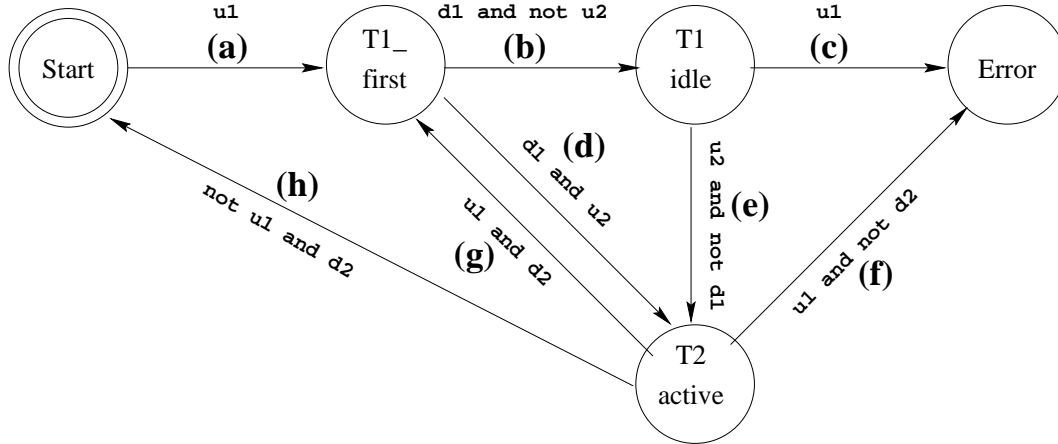 u1
d1 and not u2
u1
(a)
(b)
(c)
Start
T1_
first
T1
idle
Error
(d)
d1 and u2
u2 and not d1
(e)
(h)
not u1 and d2
(g)
u1 and d2
u1 and not d2
(f)
T2
active